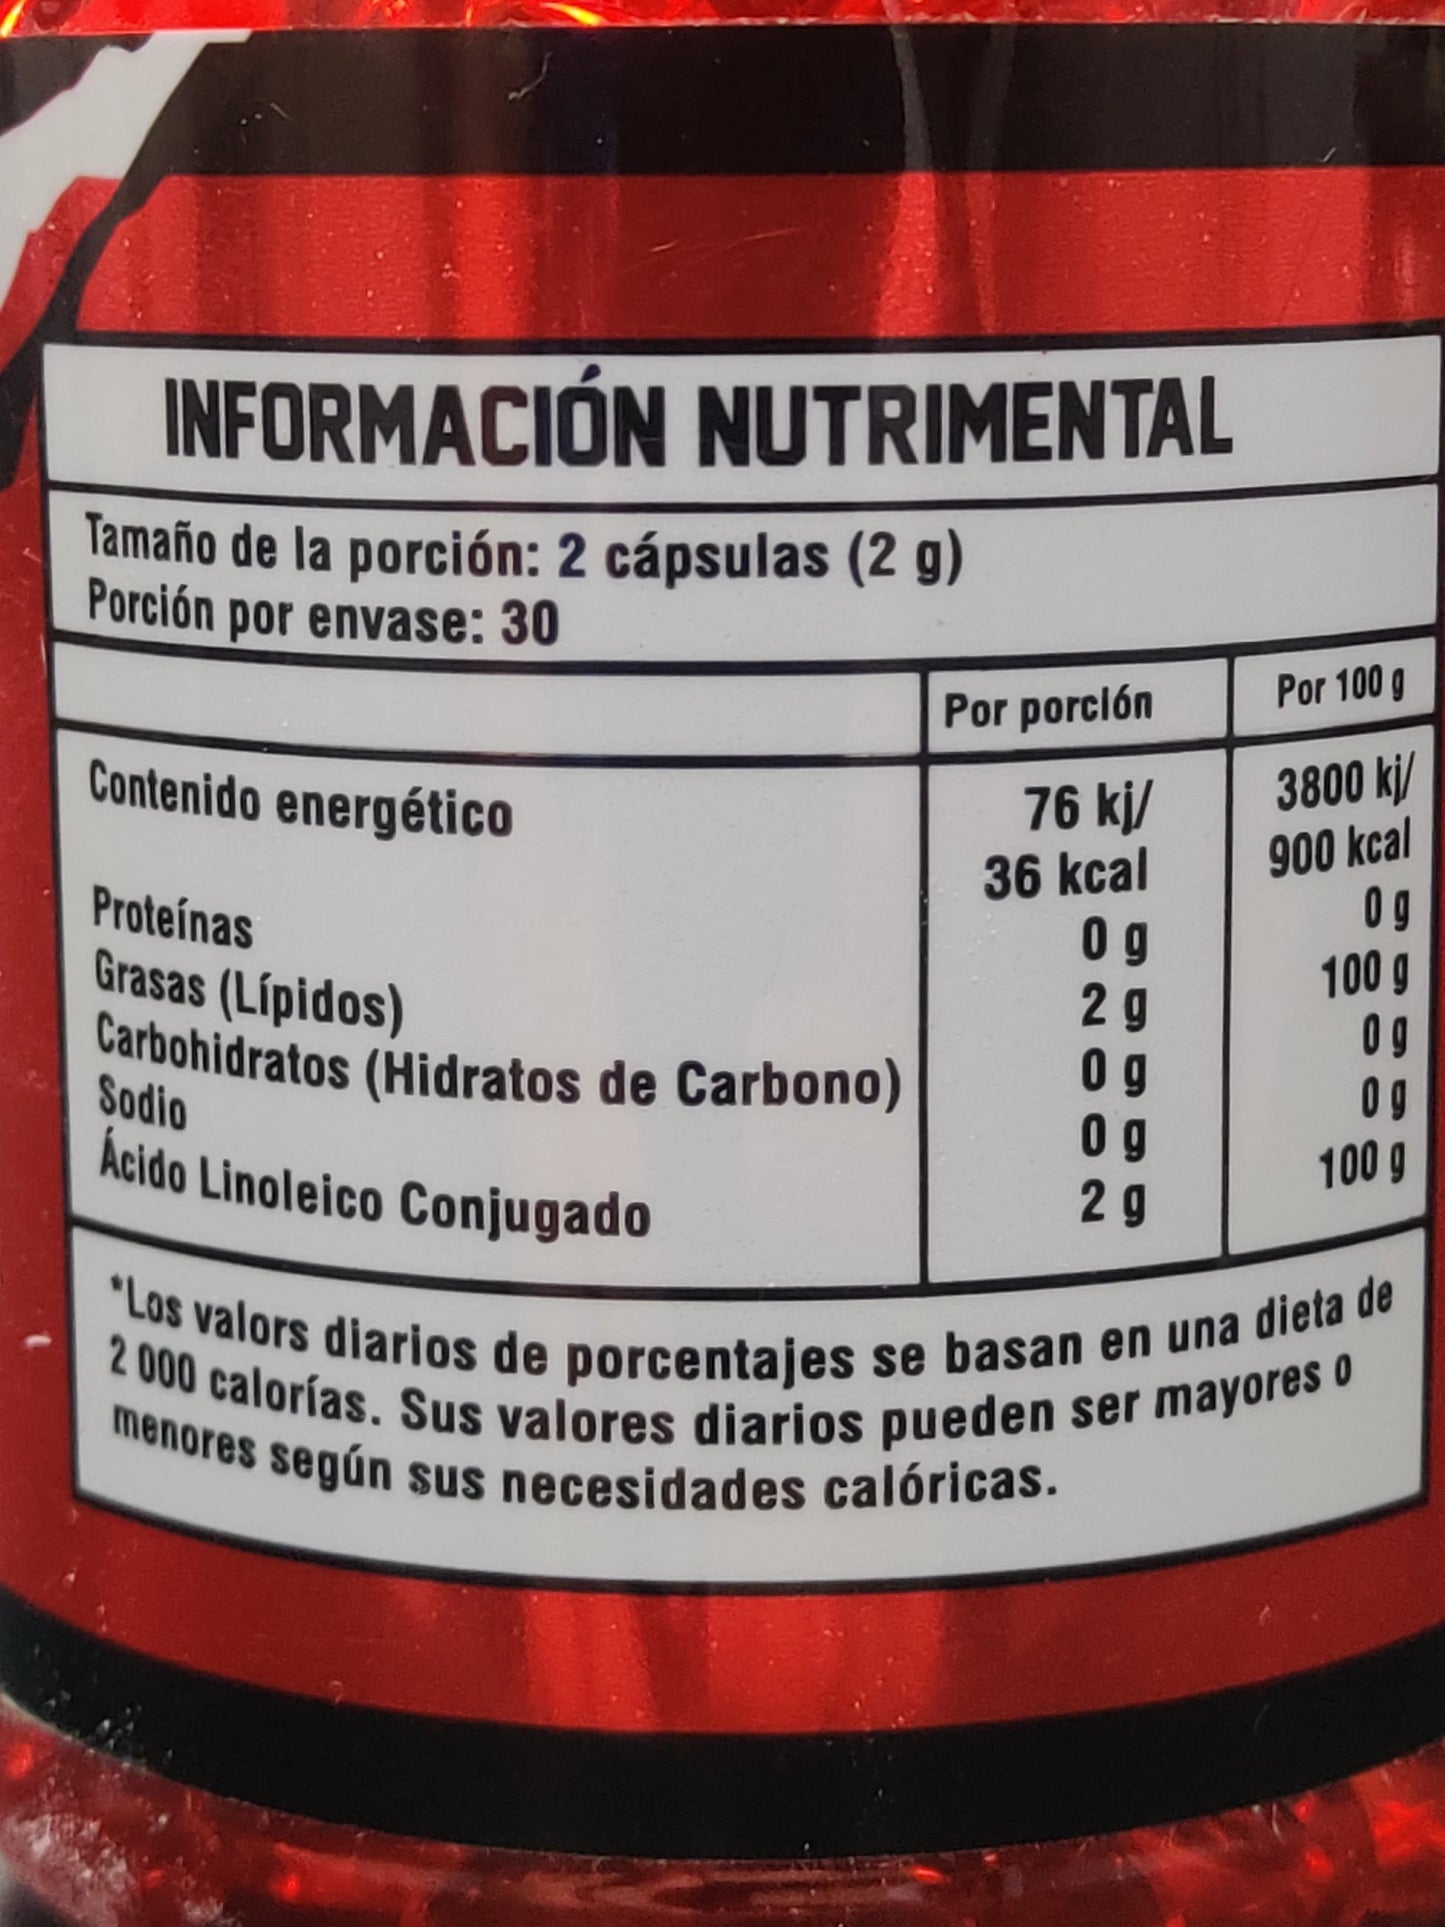 INFORMACIÓN NUTRIMENTAL
Tamaño de la porción: 2 cápsulas (2 g)
Porción por envase: 30
Por porción Por 100 g
Contenido energético 76 kj/ 3800 kj/
36 kcal 900 kcal
Proteínas 0 g 0 g
Grasas (Lípidos) 2 g 100 g
Carbohidratos (Hidratos de Carbono) 0 g 0 g
Sodio 0 g 0 g
Ácido Linoleico Conjugado 2 g 100 g
*Los valors diarios de porcentajes se basan en una dieta de
2 000 calorías. Sus valores diarios pueden ser mayores o
menores según sus necesidades calóricas.